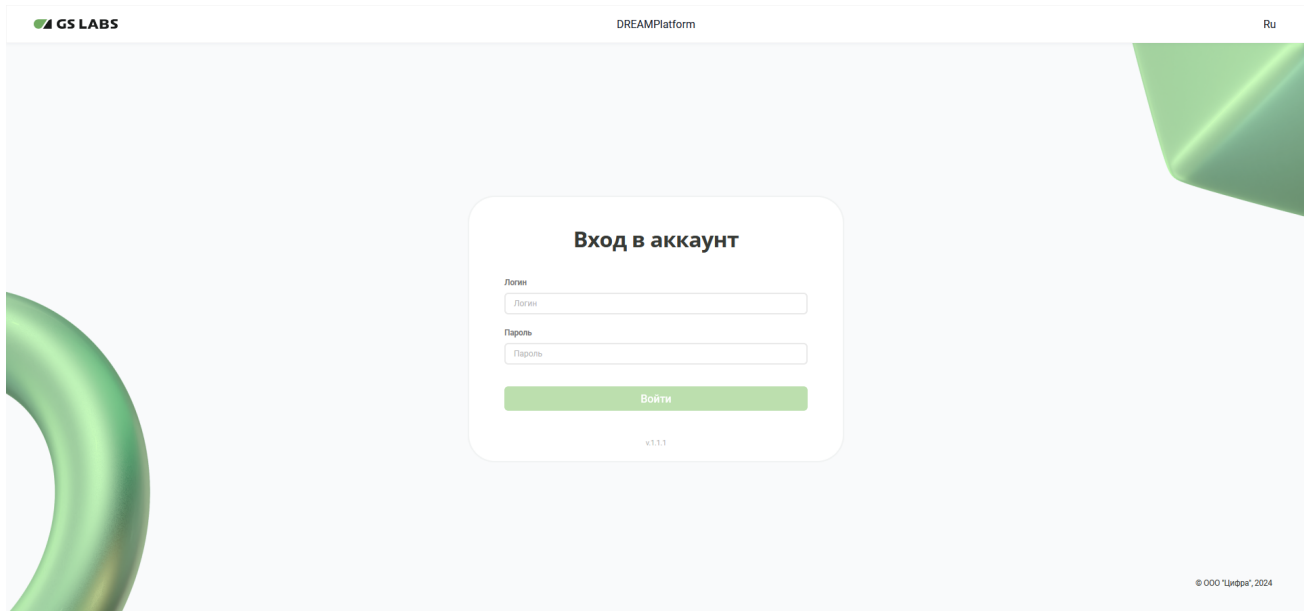 GS LABS
DREAMPlatform
Ru
Вход в аккаунт
Логин
Логин
Пароль
Пароль
Войти
v.1.1.1
© ООО "Цифра", 2024